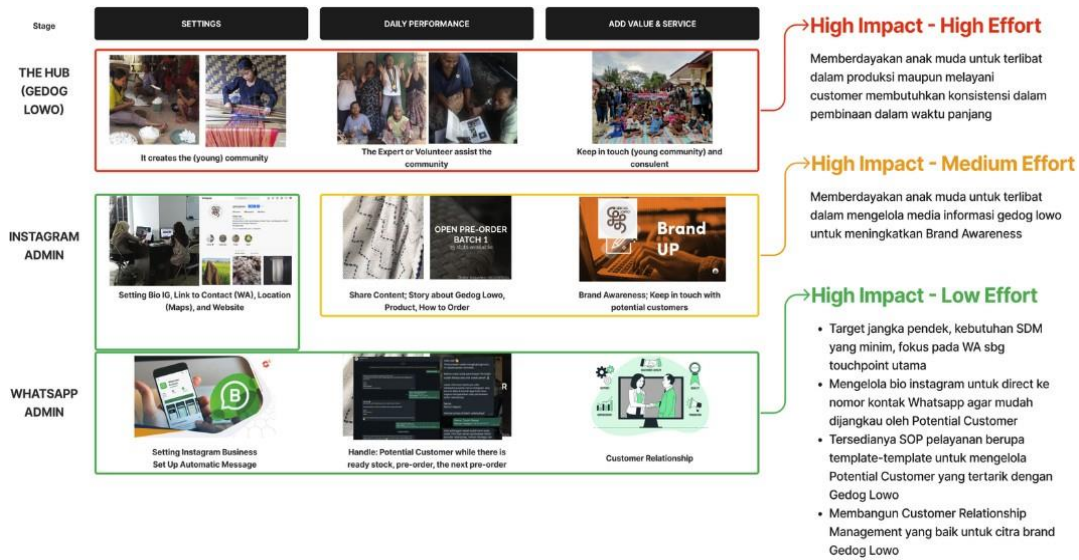 Stage
SETTINGS
DAILY PERFORMANCE
ADD VALUE & SERVICE
THE HUB
(GEDOG
LOWO)
It creates the (young) community
The Expert or Volunteer assist the
community
Keep in touch (young community) and
consulent
High Impact - High Effort
Memberdayakan anak muda untuk terlibat
dalam produksi maupun melayani
customer membutuhkan konsistensi dalam
pembinaan dalam waktu panjang
INSTAGRAM
ADMIN
Setting Bio IG, Link to Contact (WA), Location
(Maps), and Website
OPEN PRE-ORDER
BATCH 1
Share Content; Story about Gedog Lowo,
Product, How to Order
Brand
UP
Brand Awareness; Keep in touch with
potential customers
High Impact - Medium Effort
Memberdayakan anak muda untuk terlibat
dalam mengelola media informasi gedog lowo
untuk meningkatkan Brand Awareness
WHATSAPP
ADMIN
B
Setting Instagram Business
Set Up Automatic Message
Handle: Potential Customer while there is
ready stock, pre-order, the next pre-order
Customer Relationship
High Impact - Low Effort
• Target jangka pendek, kebutuhan SDM
yang minim, fokus pada WA sbg
touchpoint utama
• Mengelola bio instagram untuk direct ke
nomor kontak Whatsapp agar mudah
dijangkau oleh Potential Customer
• Tersedianya SOP pelayanan berupa
template-template untuk mengelola
Potential Customer yang tertarik dengan
Gedog Lowo
• Membangun Customer Relationship
Management yang baik untuk citra brand
Gedog Lowo